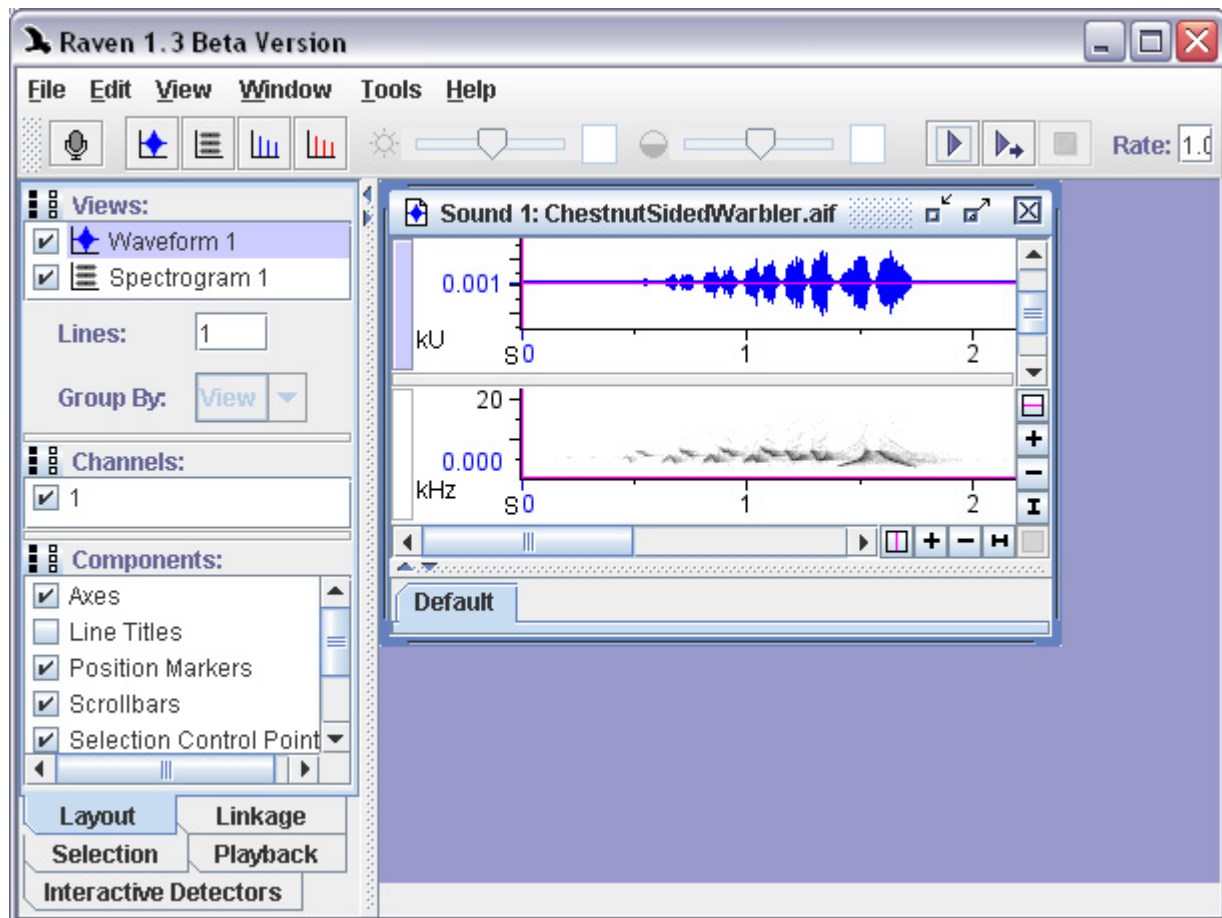 Raven 1.3 Beta Version
File Edit View Window Tools Help
Rate: 1.0
Views:
Waveform 1
Spectrogram 1
Lines: 1
Group By: View
Channels:
1
Components:
Axes
Line Titles
Position Markers
Scrollbars
Selection Control Point
Layout Linkage
Selection Playback
Interactive Detectors
Sound 1: ChestnutSidedWarbler.aif
0.001
kU
S 0 1 2
20
0.000
kHz
S 0 1 2
Default